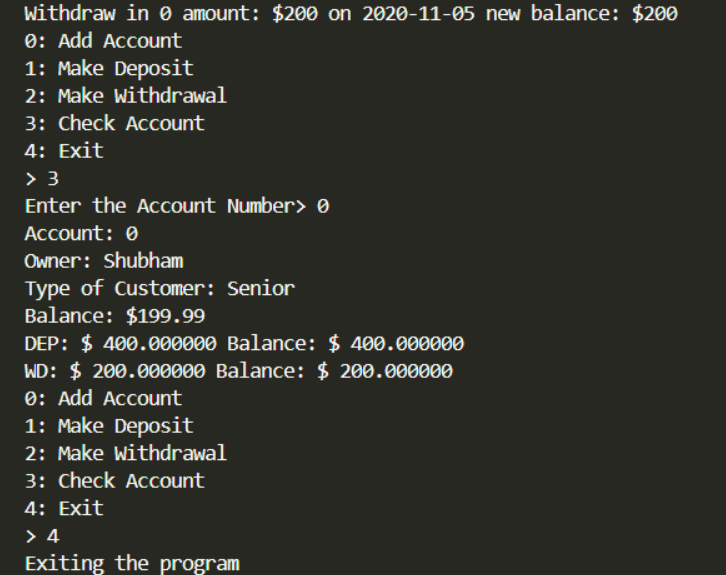 Withdraw in 0 amount: $200 on 2020-11-05 new balance: $200
0: Add Account
1: Make Deposit
2: Make Withdrawal
3: Check Account
4: Exit
> 3
Enter the Account Number> 0
Account: 0
Owner: Shubham
Type of Customer: Senior
Balance: $199.99
DEP: $ 400.000000 Balance: $ 400.000000
WD: $ 200.000000 Balance: $ 200.000000
0: Add Account
1: Make Deposit
2: Make Withdrawal
3: Check Account
4: Exit
> 4
Exiting the program